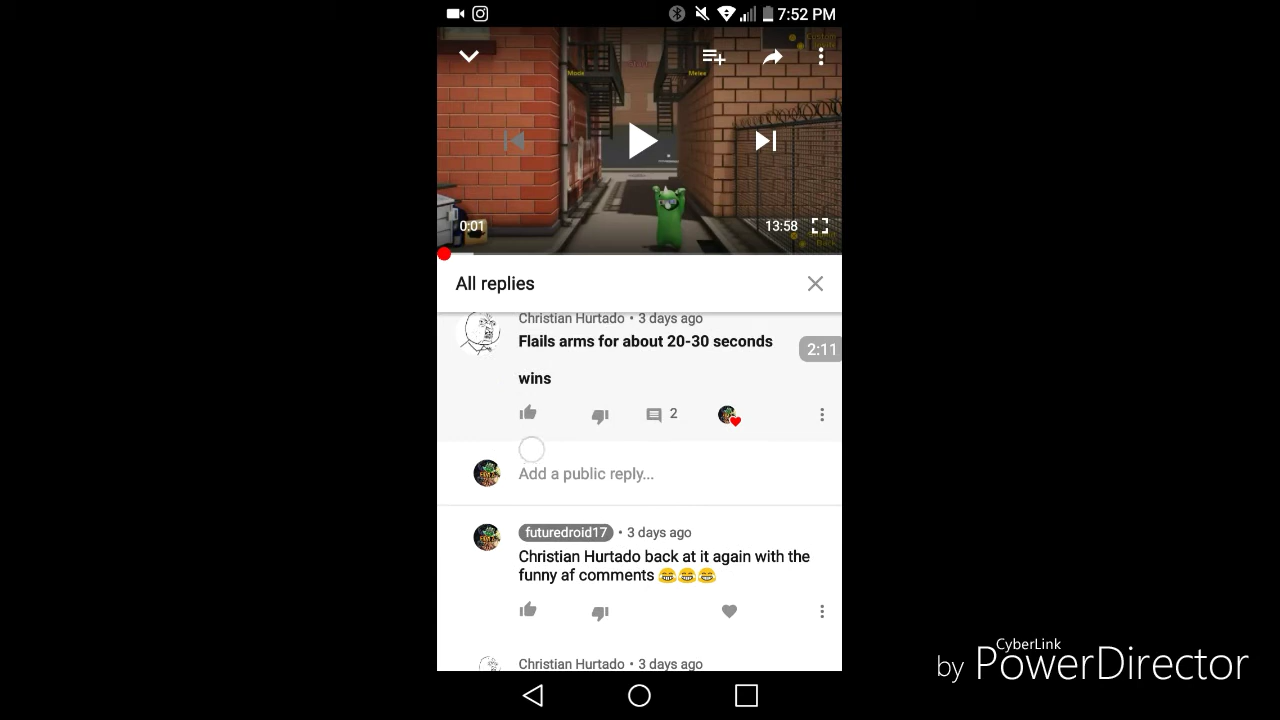 7:52 PM
Mods
Melee
0:01
13:58
All replies
Christian Hurtado • 3 days ago
Flails arms for about 20-30 seconds
2:11
wins
2
Add a public reply...
futuredroid17 • 3 days ago
Christian Hurtado back at it again with the
funny af comments 😂😂😂
Christian Hurtado • 3 days ago
CyberLink
by PowerDirector